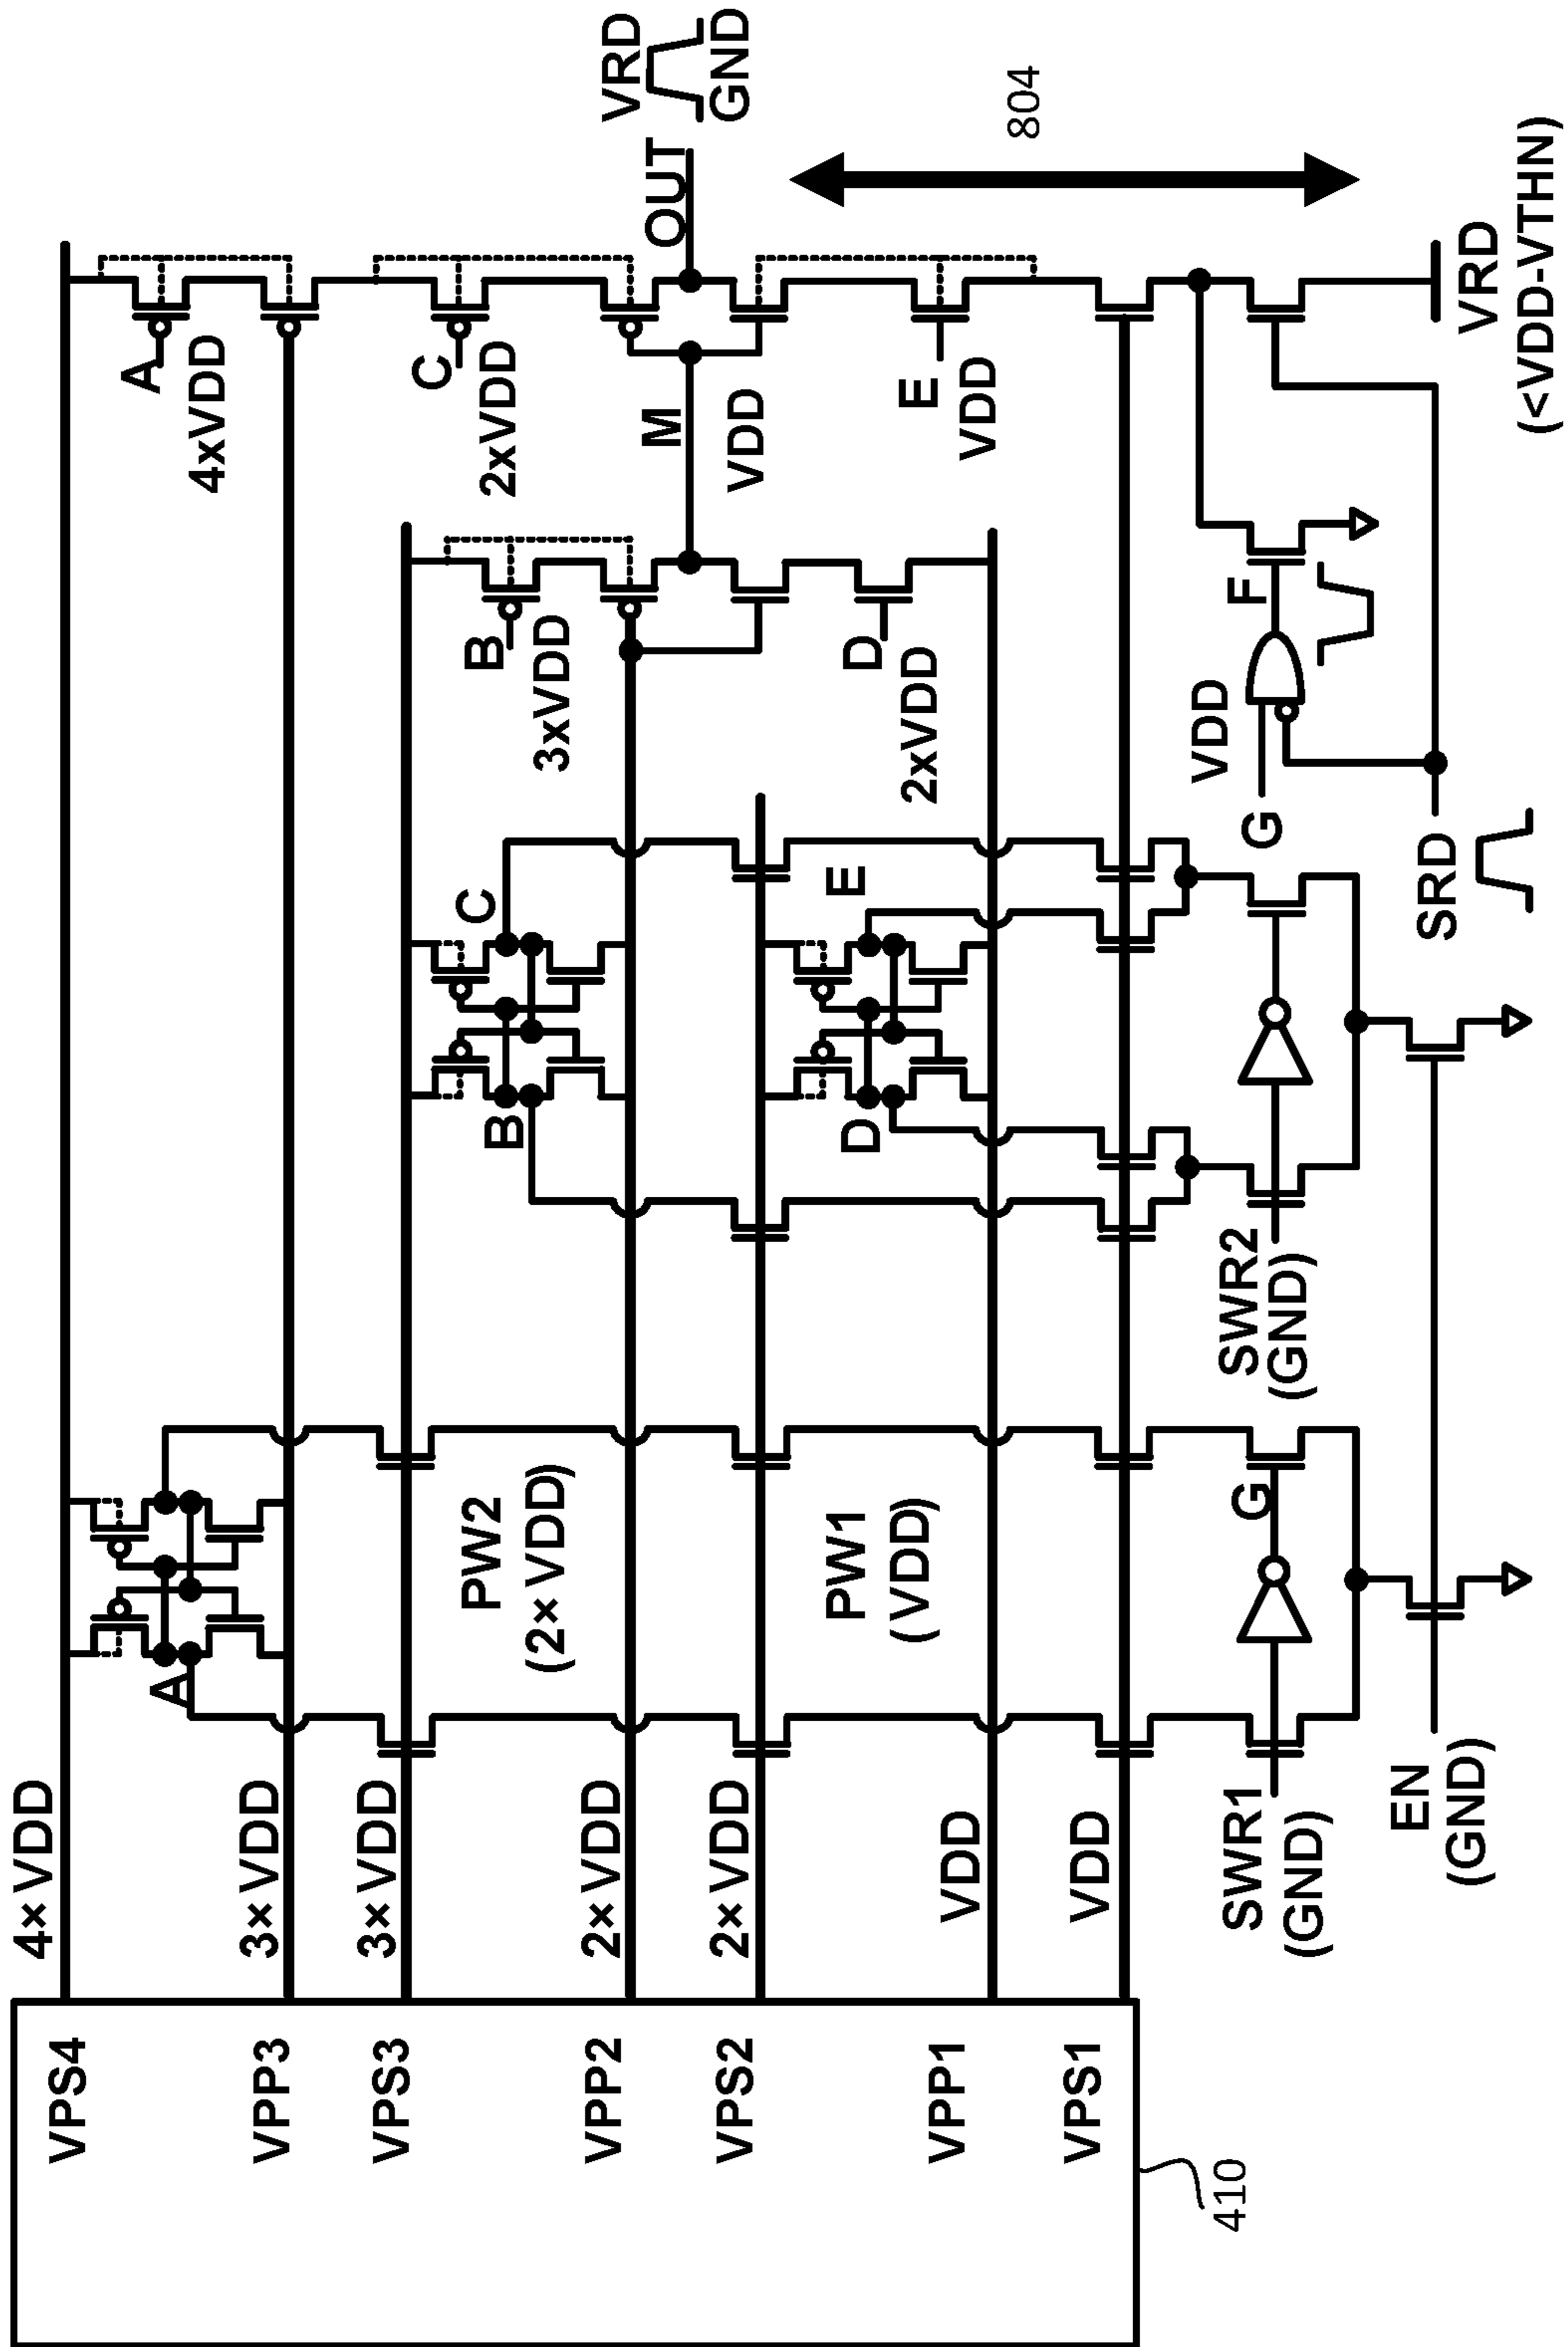 VPS4
VPP3
VPS3
VPP2
VPS2
VPP1
VPS1
410
4× VDD
3× VDD
3× VDD
2× VDD
2× VDD
VDD
VDD
SWR1
(GND)
EN
(GND)
A
PW2
(2× VDD)
PW1
(VDD)
G
SWR2
(GND)
B
C
D
E
SRD
G
VDD
F
B
3xVDD
D
2xVDD
M
VDD
A
4xVDD
C
2xVDD
E
VDD
OUT
VRD
GND
804
VRD
(<VDD-VTHN)